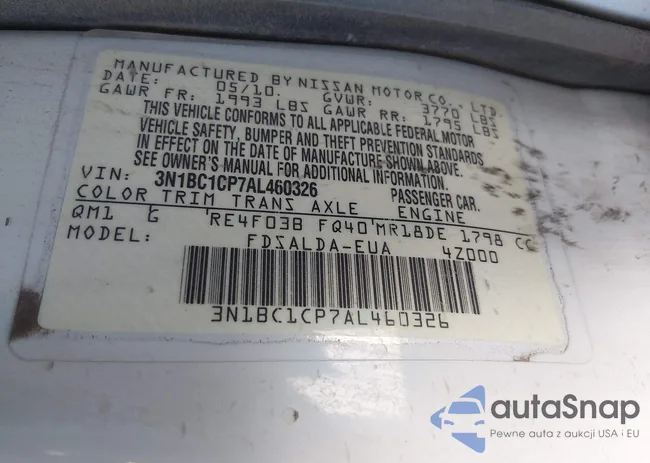 MANUFACTURED BY NISSAN MOTOR CO., LTD.
DATE: 05/10. GVWR: 3770 LBS
GAWR FR: 1993 LBS GAWR RR: 1795 LBS
THIS VEHICLE CONFORMS TO ALL APPLICABLE FEDERAL MOTOR
VEHICLE SAFETY, BUMPER AND THEFT PREVENTION STANDARDS
IN EFFECT ON THE DATE OF MANUFACTURE SHOWN ABOVE.
SEE OWNER'S MANUAL FOR ADDITIONAL INFORMATION.
VIN: 3N1BC1CP7AL460326 PASSENGER CAR.
COLOR TRIM TRANS AXLE ENGINE
QM1 G RE4F03B FQ40 MR18DE 1798 CC
MODEL: FDSALDA-EUA 4Z000
3N1BC1CP7AL460326
autaSnap
Pewne auta z aukcji USA i EU